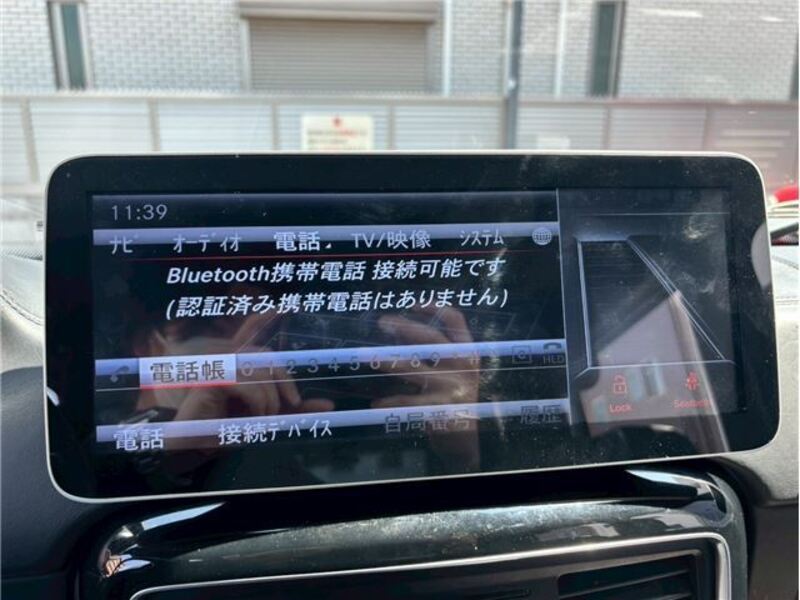 11:39
ナビ オーディオ 電話 TV/映像 システム
Bluetooth携帯電話 接続可能です
(認証済み携帯電話はありません)
電話帳 0 1 2 3 4 5 6 7 8 9 * # HLD
電話 接続デバイス 自局番号 履歴
Lock
Seatbelt